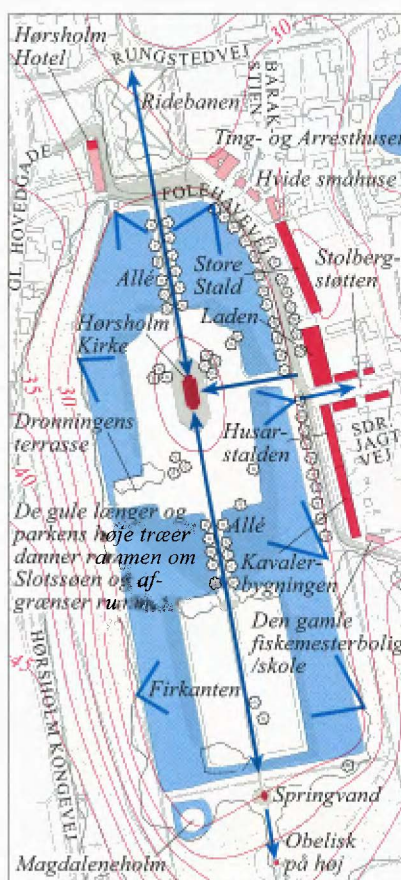 Hørsholm
Hotel
RUNGSTEDVEJ
Ridebanen
BARAK-
STIEN
30
Ting- og Arresthuset
Hvide småhuse
GL. HOVEDGADE
FOLEHAVEVEJ
Allé
Store
Stald
Stolberg-
støtten
Hørsholm
Kirke
Laden
35
30
Dronningens
terrasse
Husar-
stalden
SDR.
JAGT-
VEJ
40
De gule længer og
parkens høje træer
danner rammen om
Slotssøen og af-
grænser
Allé
Kavaler-
bygningen
Den gamle
fiskemesterbolig
/skole
45
HØRSHOLM KONGEVEJ
Firkanten
Springvand
Obelisk
på høj
Magdaleneholm